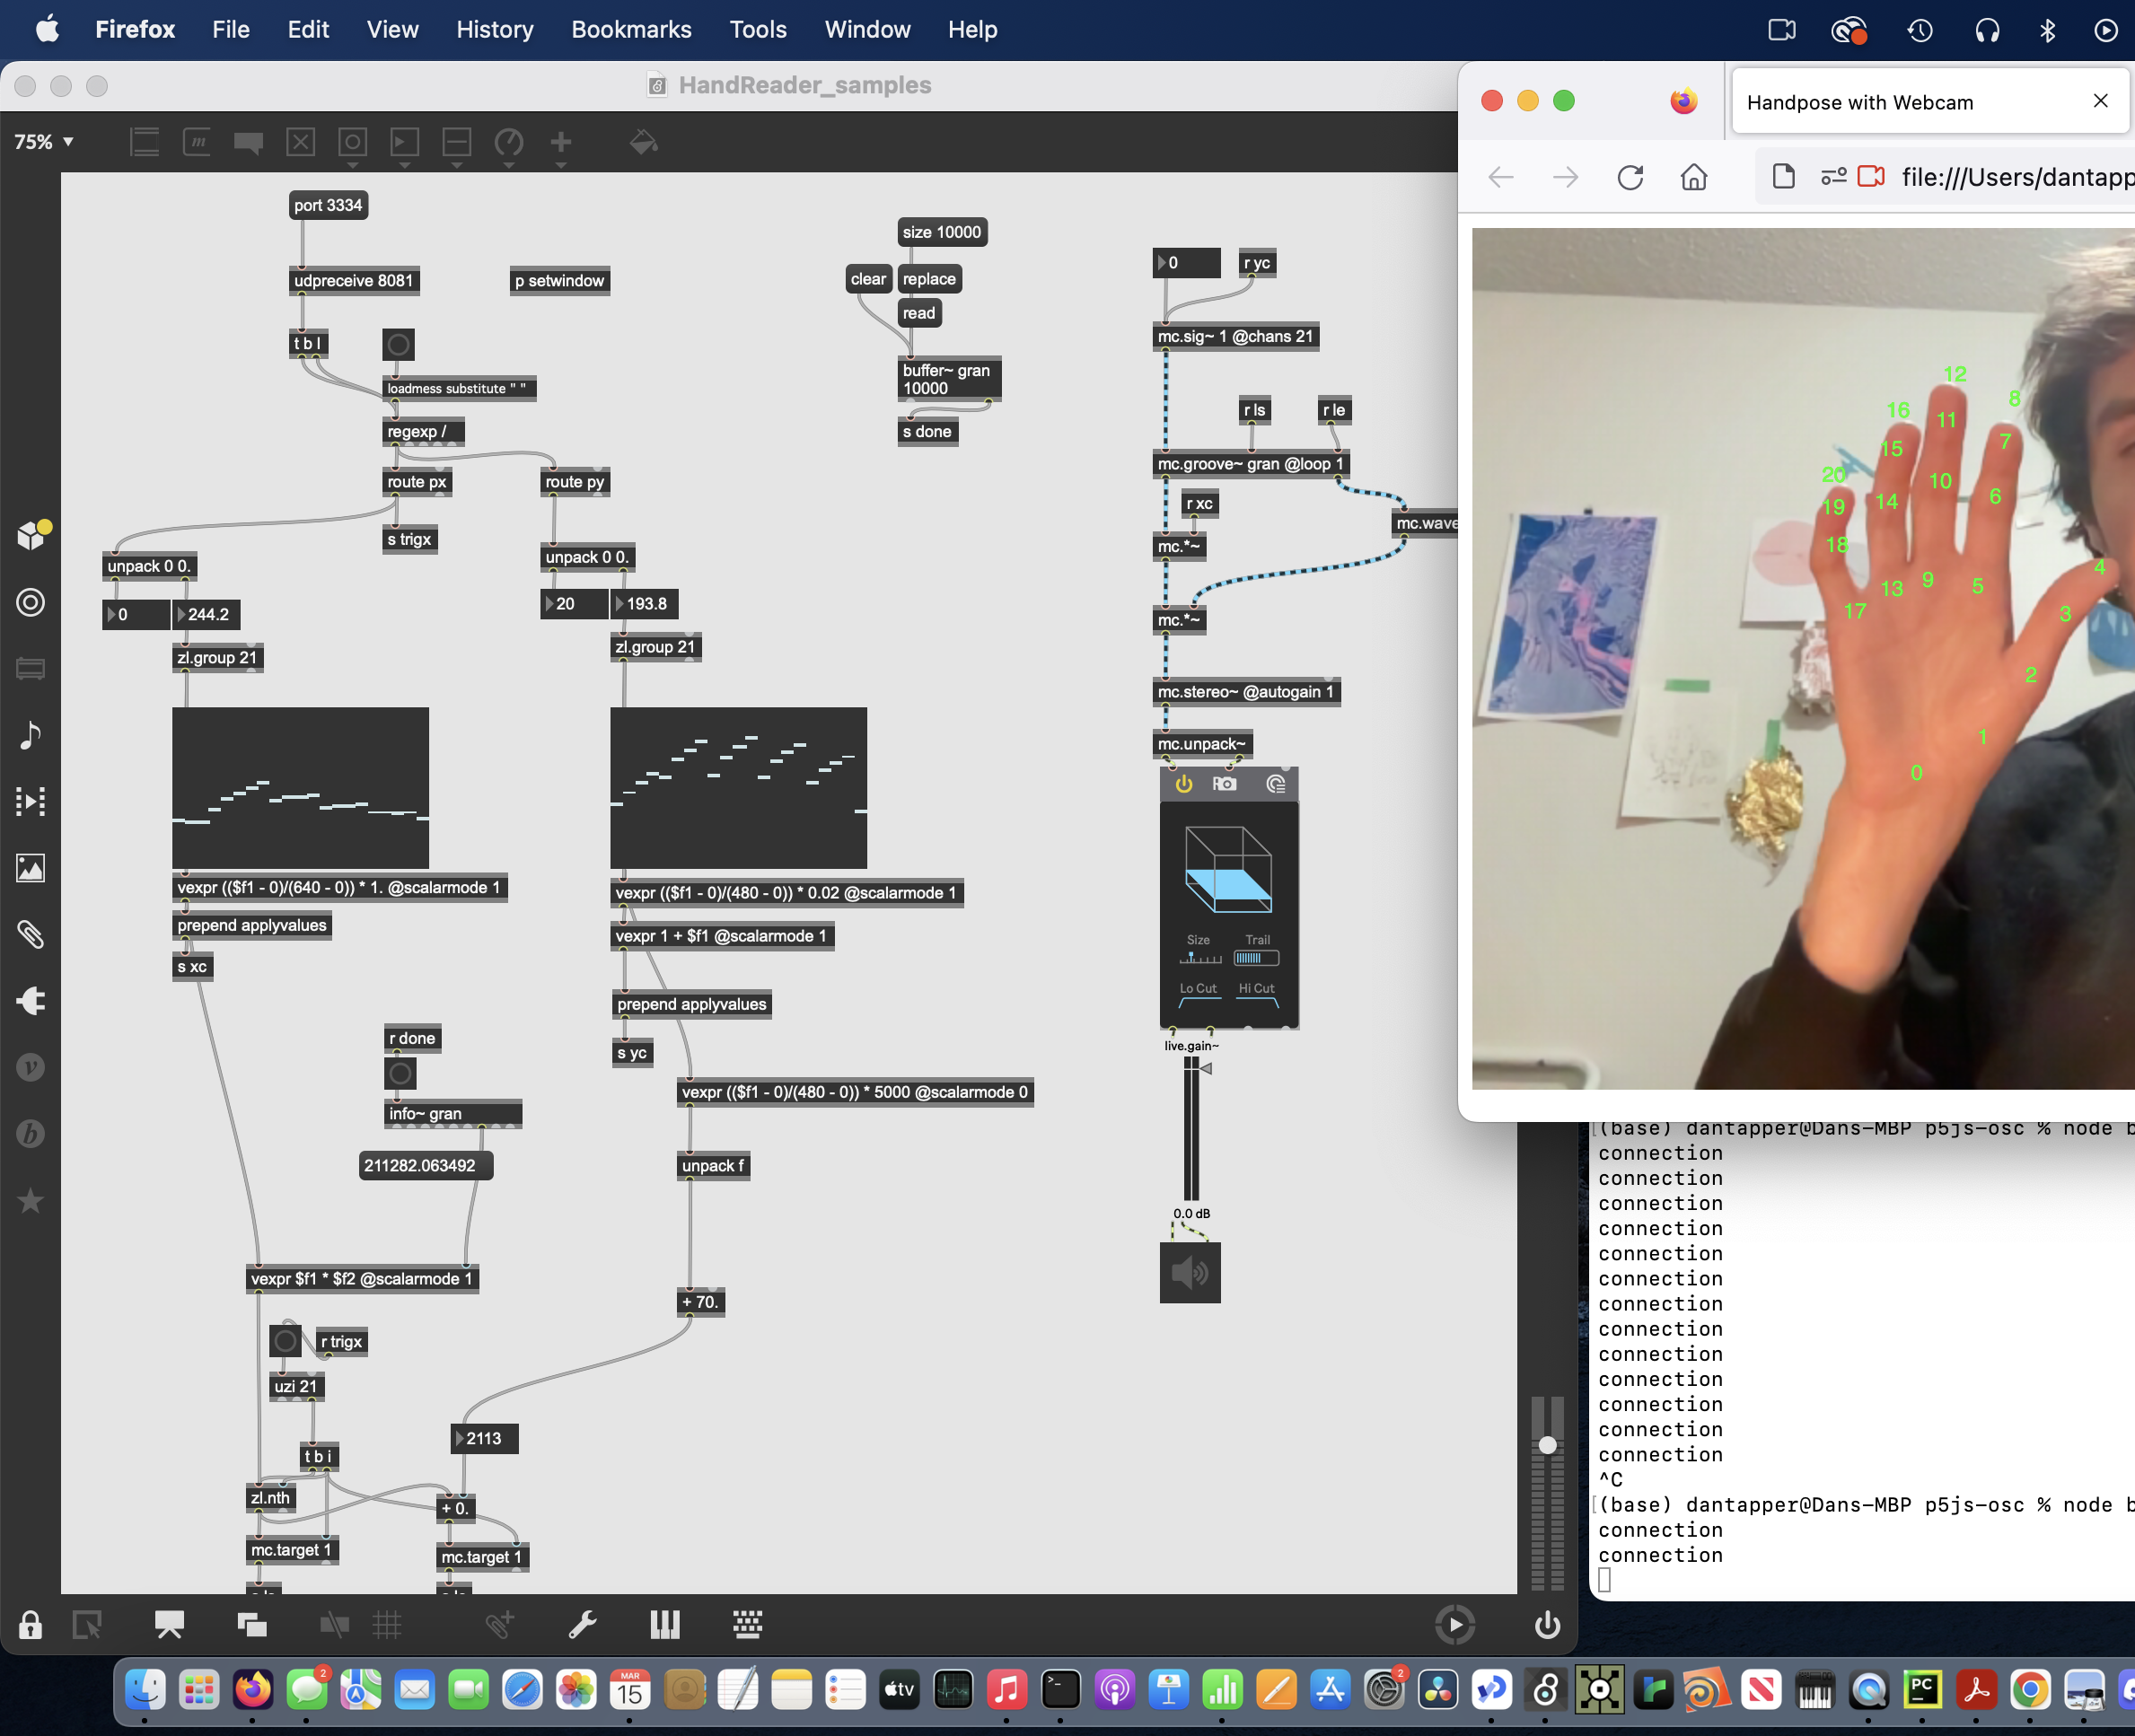 Firefox File Edit View History Bookmarks Tools Window Help
HandReader_samples
75%
port 3334
udpreceive 8081
p setwindow
t b l
loadmess substitute " "
regexp /
route px
route py
s trigx
unpack 0 0.
unpack 0 0.
0
244.2
20
193.8
zl.group 21
zl.group 21
vexpr (($f1 - 0)/(640 - 0)) * 1. @scalarmode 1
prepend applyvalues
s xc
vexpr (($f1 - 0)/(480 - 0)) * 0.02 @scalarmode 1
vexpr 1 + $f1 @scalarmode 1
prepend applyvalues
s yc
r done
info~ gran
211282.063492
vexpr (($f1 - 0)/(480 - 0)) * 5000 @scalarmode 0
unpack f
+ 70.
vexpr $f1 * $f2 @scalarmode 1
r trigx
uzi 21
t b i
2113
zl.nth
+ 0.
mc.target 1
mc.target 1
size 10000
clear
replace
read
buffer~ gran
10000
s done
0
r yc
mc.sig~ 1 @chans 21
r ls
r le
mc.groove~ gran @loop 1
r xc
mc.wave
mc.*~
mc.*~
mc.stereo~ @autogain 1
mc.unpack~
Size
Trail
Lo Cut
Hi Cut
live.gain~
0.0 dB
Handpose with Webcam
file:///Users/dantapp
12
8
16
11
7
15
20
10
6
19
14
18
4
9
13
5
17
3
2
1
0
(base) dantapper@Dans-MBP p5js-osc % node b
connection
connection
connection
connection
connection
connection
connection
connection
connection
connection
connection
connection
connection
^C
(base) dantapper@Dans-MBP p5js-osc % node b
connection
connection
2
MAR
15
tv
2
PC